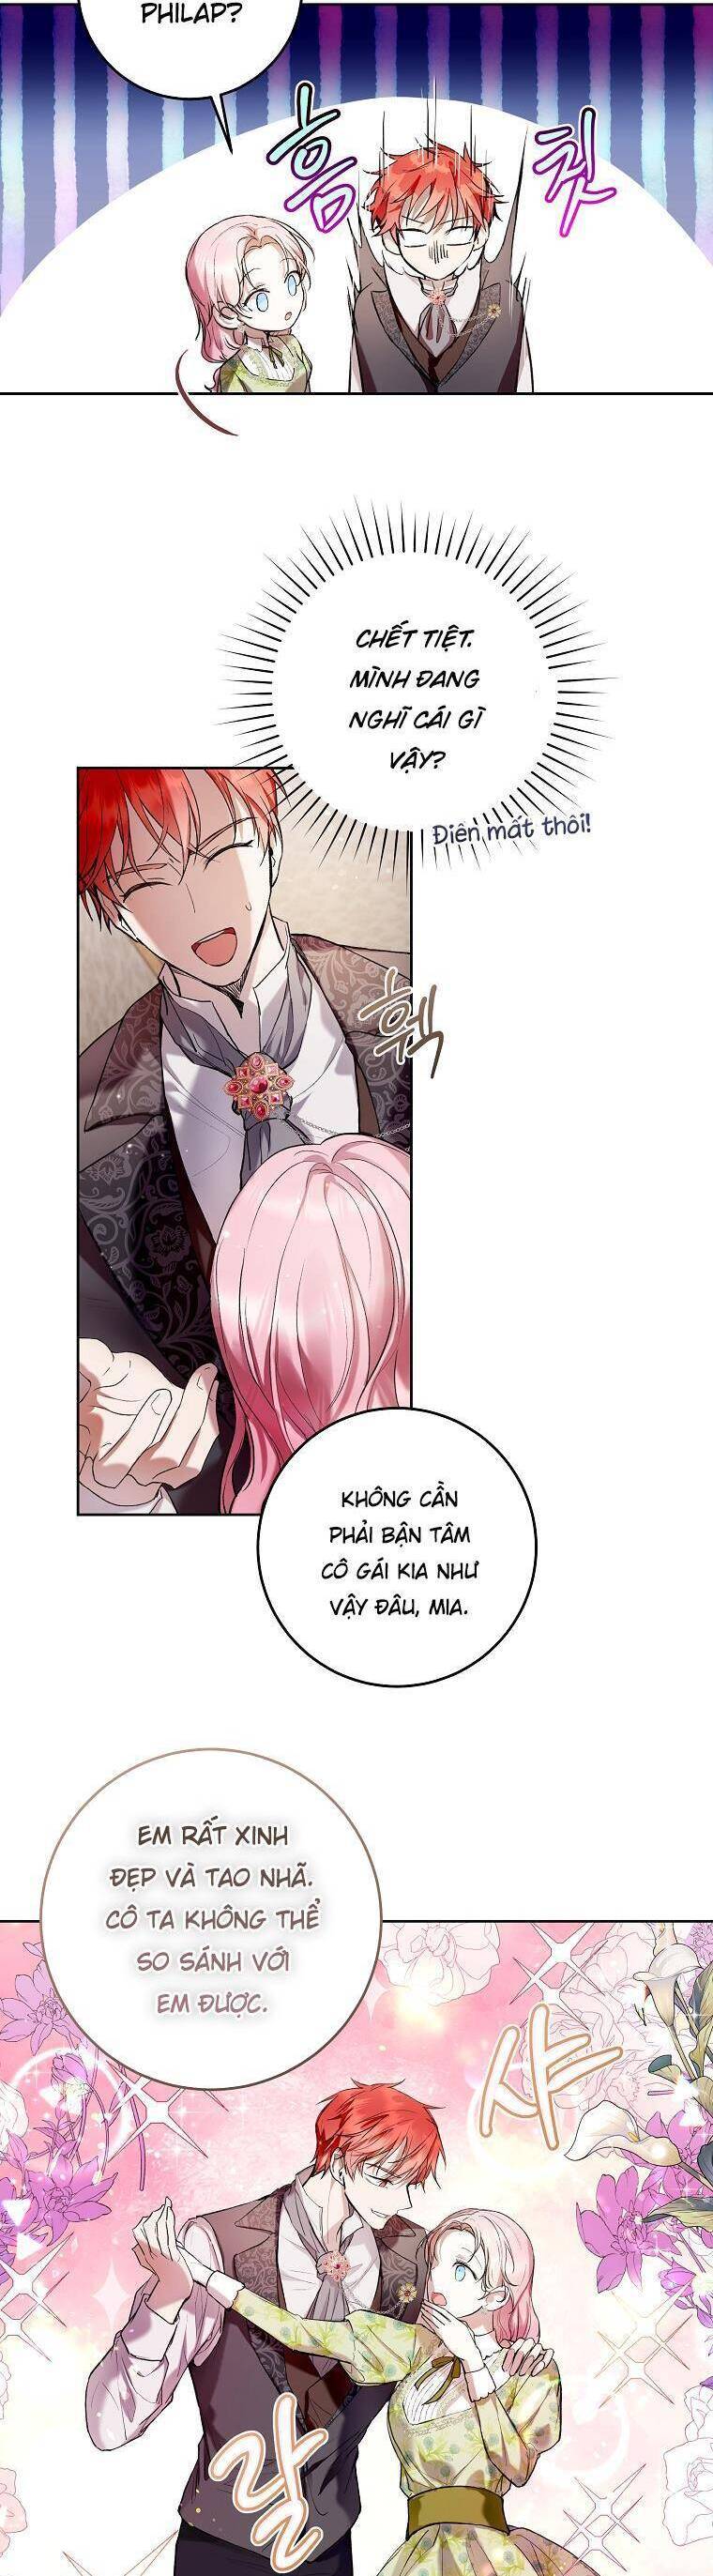 PHILAP?
흠
칫
CHẾT TIỆT.
MÌNH ĐANG
NGHĨ CÁI GÌ
VẬY?
Điên mất thôi!
휙
KHÔNG CẦN
PHẢI BẬN TÂM
CÔ GÁI KIA NHƯ
VẬY ĐÂU, MIA.
EM RẤT XINH
ĐẸP VÀ TAO NHÃ.
CÔ TA KHÔNG THỂ
SO SÁNH VỚI
EM ĐƯỢC.
샤
랄